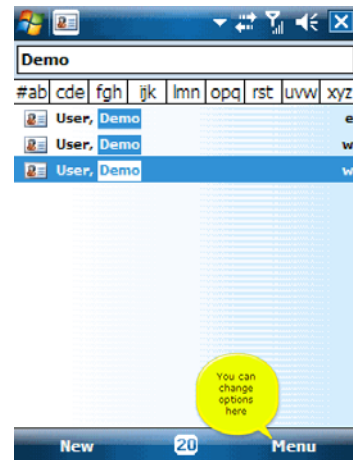 Demo
#ab cde fgh ijk lmn opq rst uvw xyz
User, Demo e
User, Demo w
User, Demo w
You can
change
options
here
New 20 Menu